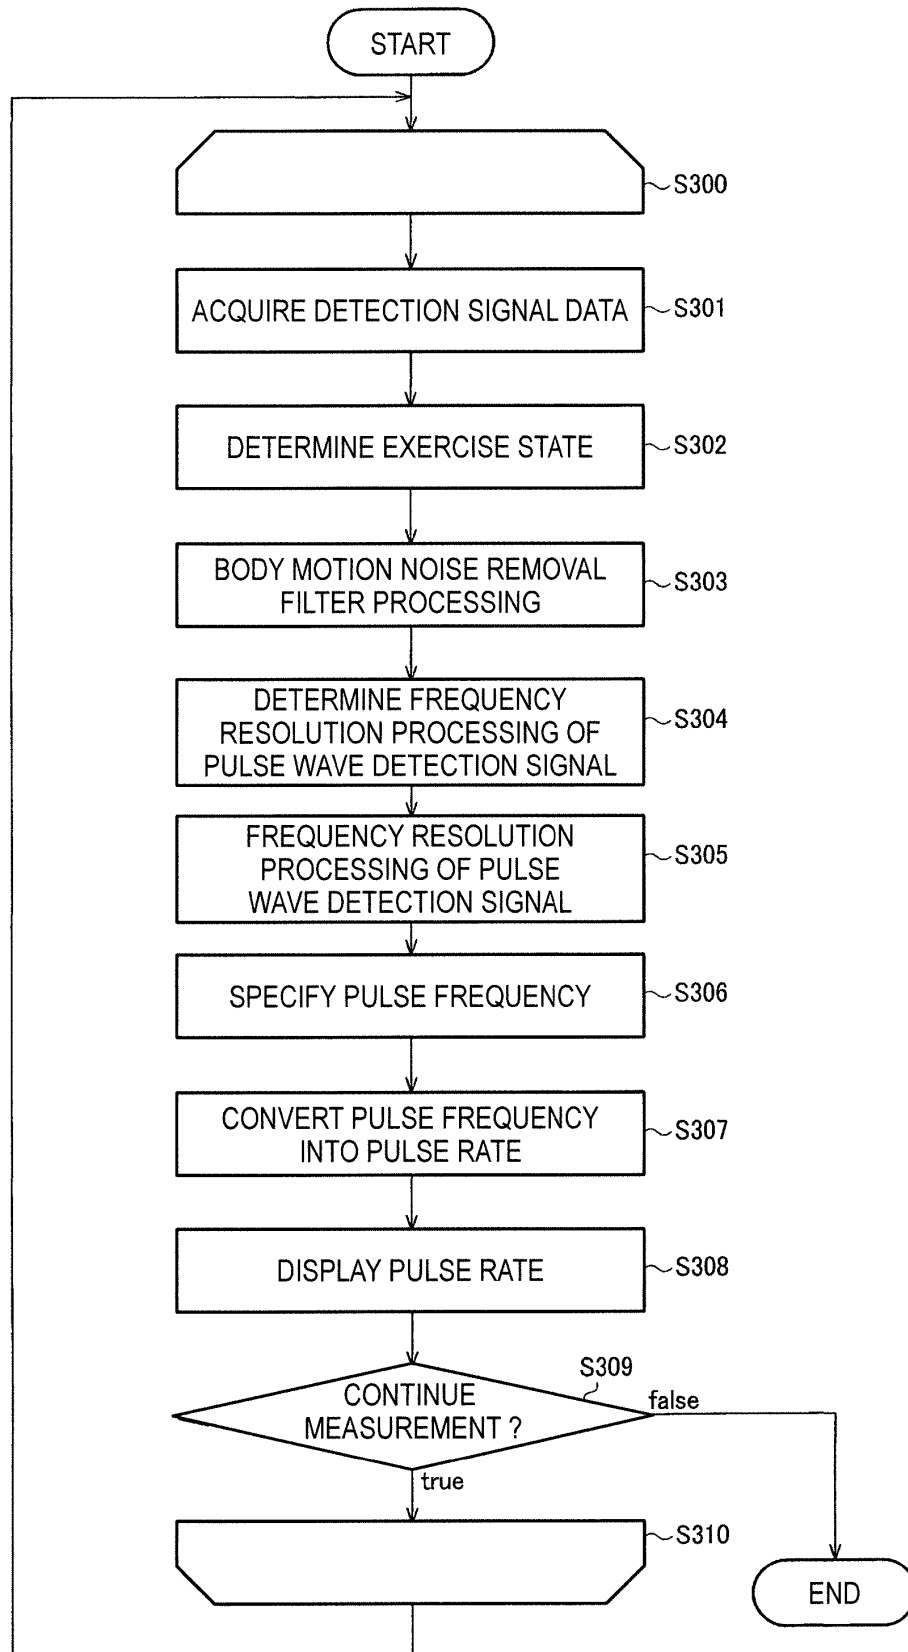 START
S300
ACQUIRE DETECTION SIGNAL DATA
S301
DETERMINE EXERCISE STATE
S302
BODY MOTION NOISE REMOVAL
FILTER PROCESSING
S303
DETERMINE FREQUENCY
RESOLUTION PROCESSING OF
PULSE WAVE DETECTION SIGNAL
S304
FREQUENCY RESOLUTION
PROCESSING OF PULSE
WAVE DETECTION SIGNAL
S305
SPECIFY PULSE FREQUENCY
S306
CONVERT PULSE FREQUENCY
INTO PULSE RATE
S307
DISPLAY PULSE RATE
S308
CONTINUE
MEASUREMENT ?
S309
false
true
S310
END